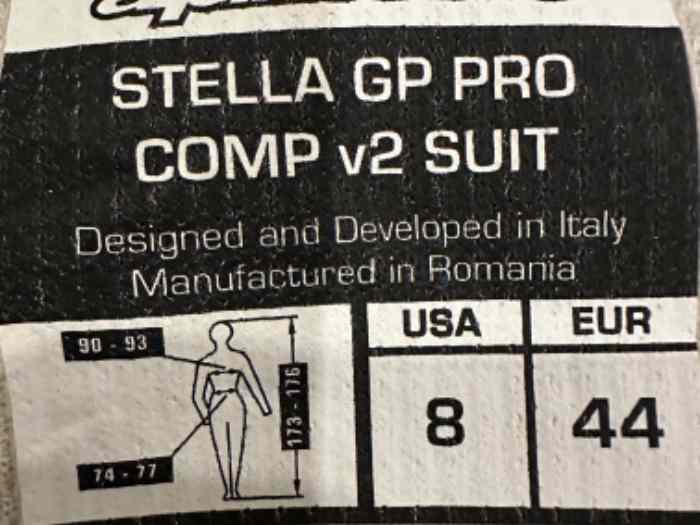 STELLA GP PRO
COMP v2 SUIT
Designed and Developed in Italy
Manufactured in Romania
USA EUR
90 - 93
173 - 176
8 44
74 - 77